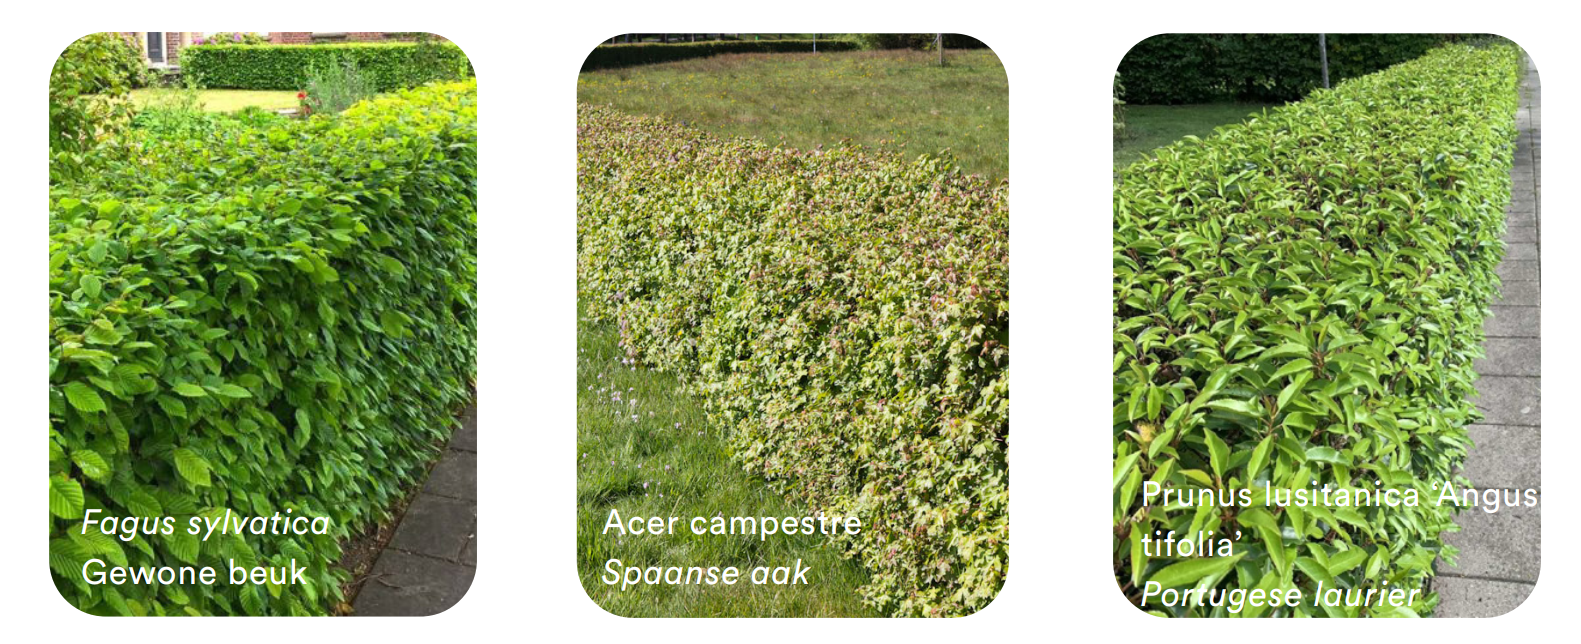 Fagus sylvatica
Gewone beuk
Acer campestre
Spaanse aak
Prunus lusitanica ‘Angus
tifolia’
Portugese laurier